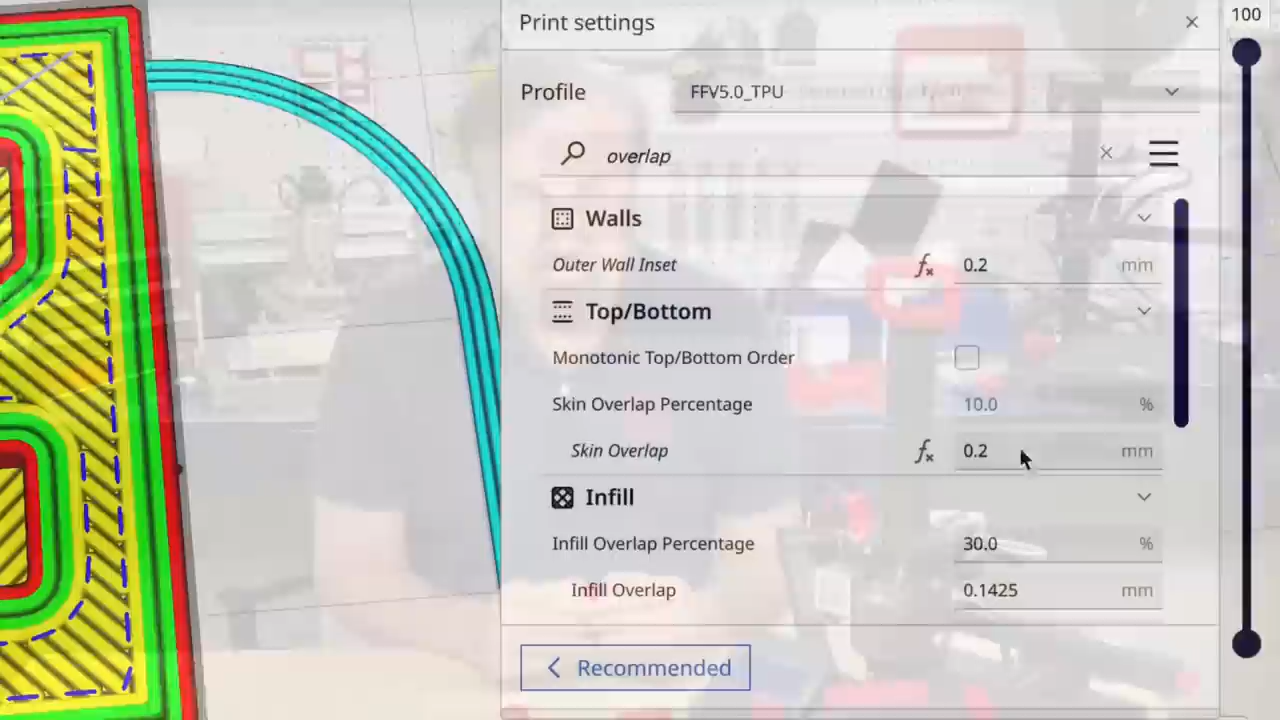 Print settings
100
Profile
FFV5.0_TPU
overlap
Walls
Outer Wall Inset
0.2 mm
Top/Bottom
Monotonic Top/Bottom Order
Skin Overlap Percentage
10.0 %
Skin Overlap
0.2 mm
Infill
Infill Overlap Percentage
30.0 %
Infill Overlap
0.1425 mm
Recommended